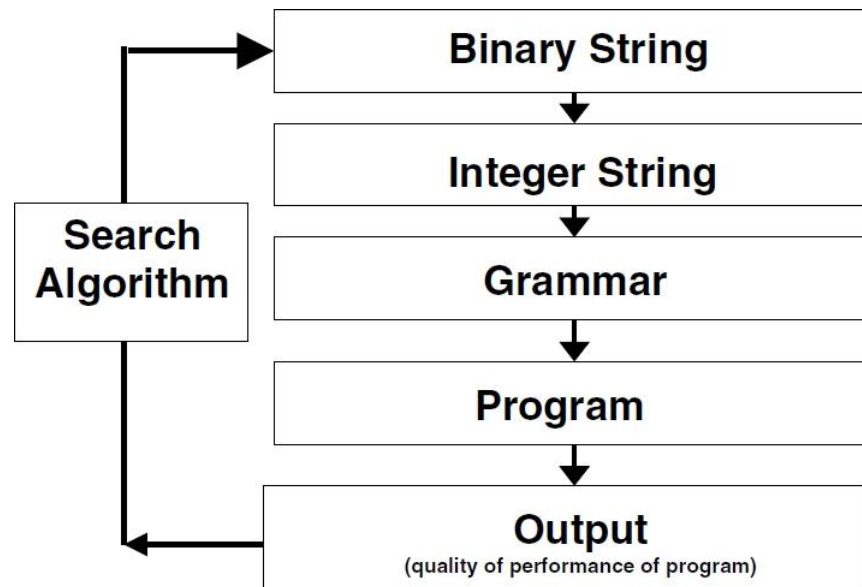 Binary String
Integer String
Search
Algorithm
Grammar
Program
Output
(quality of performance of program)